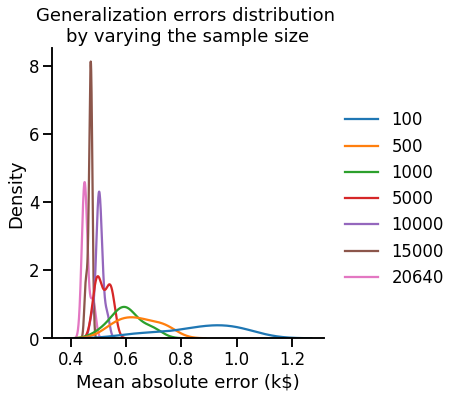 Generalization errors distribution
by varying the sample size
8
6
4
2
0
Density
0.4 0.6 0.8 1.0 1.2
Mean absolute error (k$)
100
500
1000
5000
10000
15000
20640